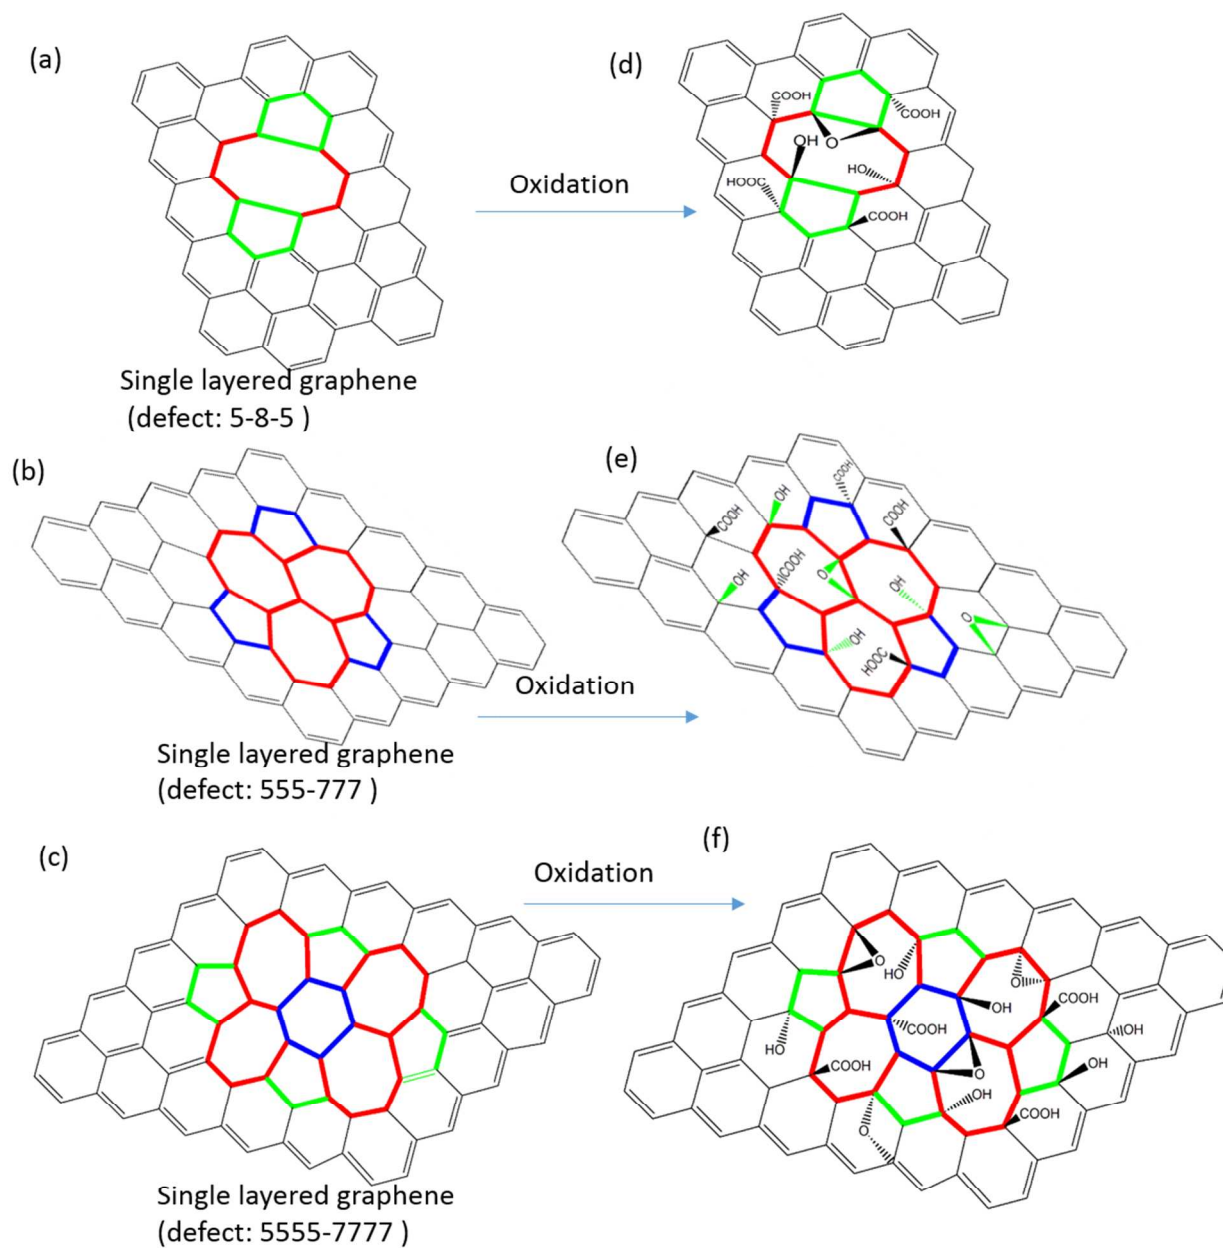 (a)
(d)
COOH
COOH
OH
O
HO
HOOC
COOH
Oxidation
Single layered graphene
(defect: 5-8-5 )
(b)
(e)
COOH
OH
COOH
COOH
OH
COOH
O
OH
O
OH
HOOC
Oxidation
Single layered graphene
(defect: 555-777 )
(c)
(f)
Oxidation
O
HO
O
COOH
OH
OH
COOH
HO
COOH
O
OH
OH
COOH
O
Single layered graphene
(defect: 5555-7777 )